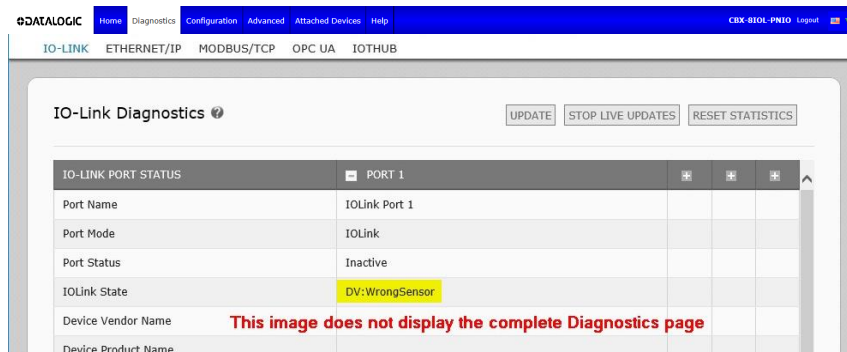 DATALOGIC Home Diagnostics Configuration Advanced Attached Devices Help CBX-8IOL-PNIO Logout
IO-LINK ETHERNET/IP MODBUS/TCP OPC UA IOTHUB
IO-Link Diagnostics ?
UPDATE STOP LIVE UPDATES RESET STATISTICS
IO-LINK PORT STATUS - PORT 1 + + +
Port Name IOLink Port 1
Port Mode IOLink
Port Status Inactive
IOLink State DV:WrongSensor
Device Vendor Name This image does not display the complete Diagnostics page
Device Product Name